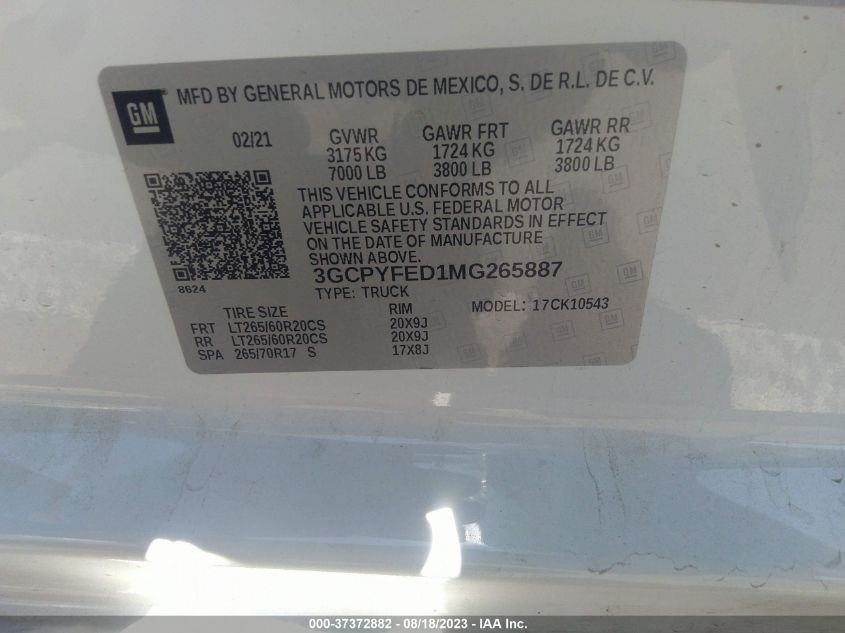 GM MFD BY GENERAL MOTORS DE MEXICO, S. DE R.L. DE C.V.
02/21 GVWR GAWR FRT GAWR RR
3175 KG 1724 KG 1724 KG
7000 LB 3800 LB 3800 LB
THIS VEHICLE CONFORMS TO ALL
APPLICABLE U.S. FEDERAL MOTOR
VEHICLE SAFETY STANDARDS IN EFFECT
ON THE DATE OF MANUFACTURE
SHOWN ABOVE.
8624 3GCPYFED1MG265887
TYPE: TRUCK MODEL: 17CK10543
TIRE SIZE RIM
FRT LT265/60R20CS 20X9J
RR LT265/60R20CS 20X9J
SPA 265/70R17 S 17X8J
000-37372882 - 08/18/2023 - IAA Inc.